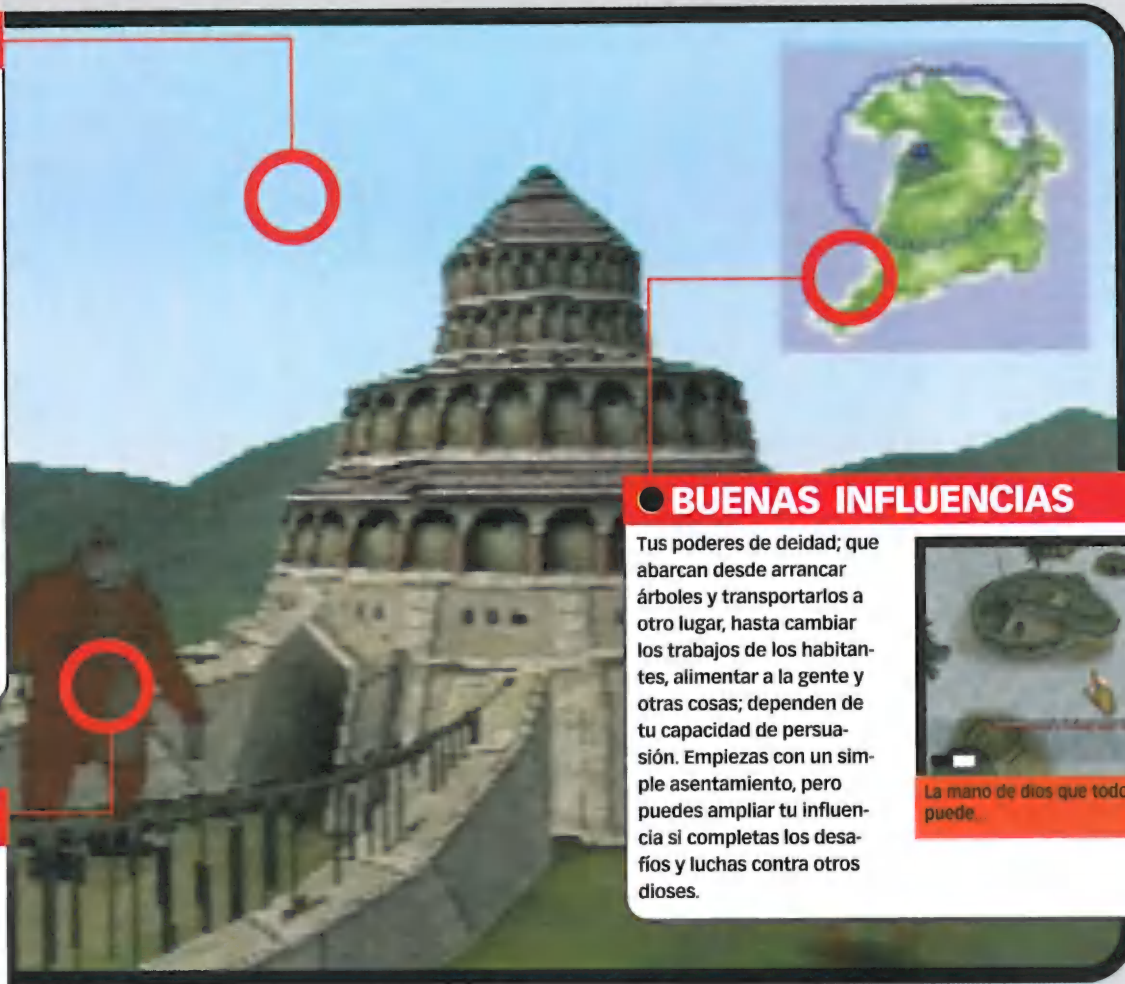 BUENAS INFLUENCIAS
Tus poderes de deidad; que
abarcan desde arrancar
árboles y transportarlos a
otro lugar, hasta cambiar
los trabajos de los habitan-
tes, alimentar a la gente y
otras cosas; dependen de
tu capacidad de persua-
sión. Empiezas con un sim-
ple asentamiento, pero
puedes ampliar tu influen-
cia si completas los desa-
fíos y luchas contra otros
dioses.
La mano de dios que todo
puede...